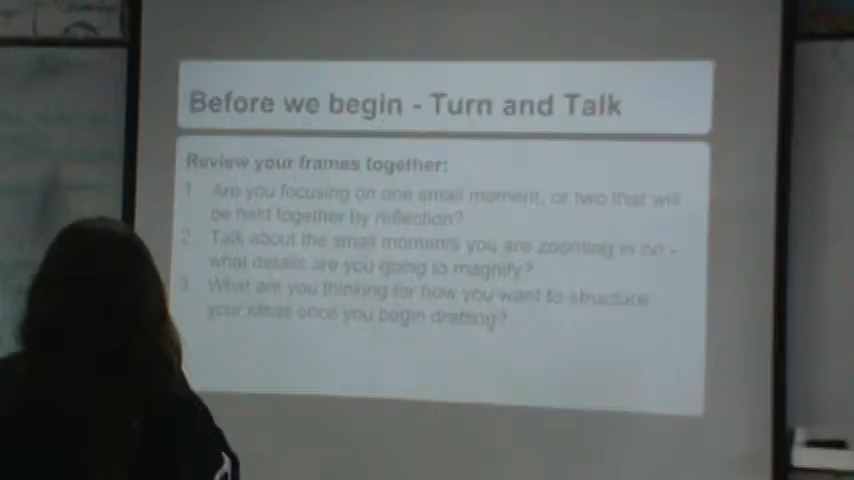 Before we begin - Turn and Talk
Review your frames together:
1. Are you focusing on one small moment, or two that will
be held together by reflection?
2. Talk about the small moments you are zooming in on -
what details are you going to magnify?
3. What are you thinking for how you want to structure
your ideas once you begin drafting?